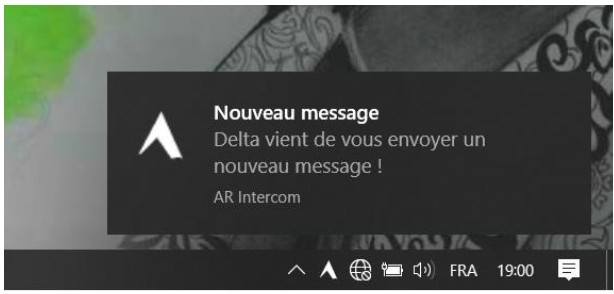 Nouveau message
Delta vient de vous envoyer un
nouveau message !
AR Intercom
FRA 19:00